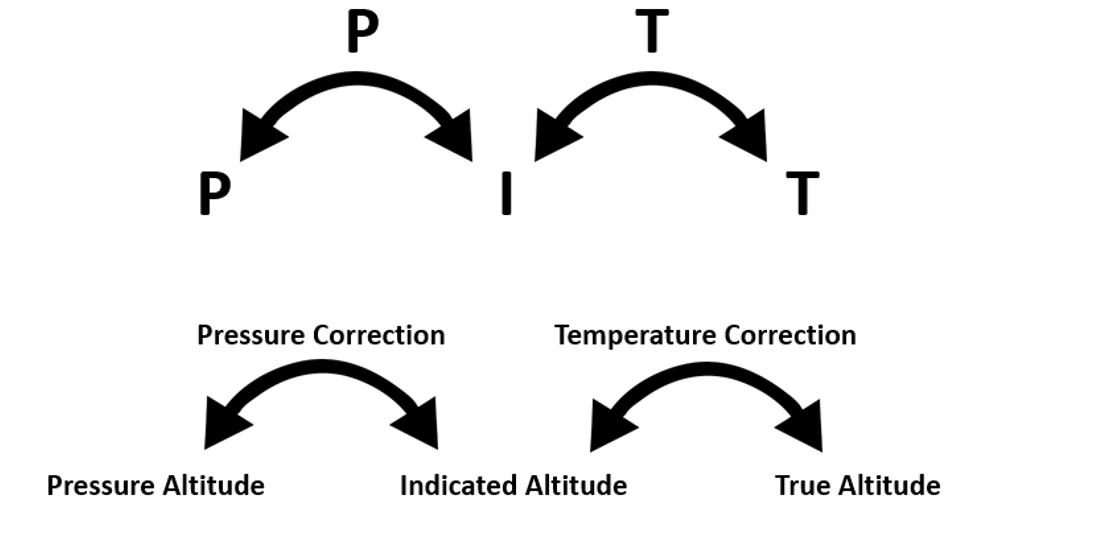 P T
P I T
Pressure Correction Temperature Correction
Pressure Altitude Indicated Altitude True Altitude